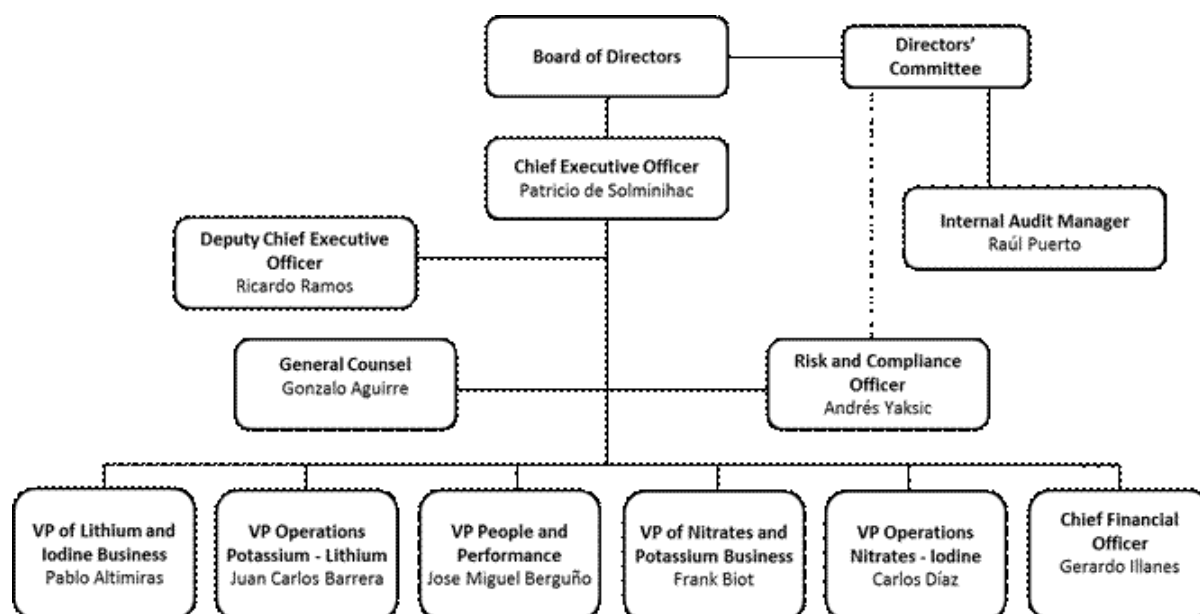 Board of Directors
Directors’
Committee
Chief Executive Officer
Patricio de Solminihac
Internal Audit Manager
Raúl Puerto
Deputy Chief Executive
Officer
Ricardo Ramos
General Counsel
Gonzalo Aguirre
Risk and Compliance
Officer
Andrés Yaksic
VP of Lithium and
Iodine Business
Pablo Altimiras
VP Operations
Potassium - Lithium
Juan Carlos Barrera
VP People and
Performance
Jose Miguel Berguño
VP of Nitrates and
Potassium Business
Frank Biot
VP Operations
Nitrates - Iodine
Carlos Díaz
Chief Financial
Officer
Gerardo Illanes